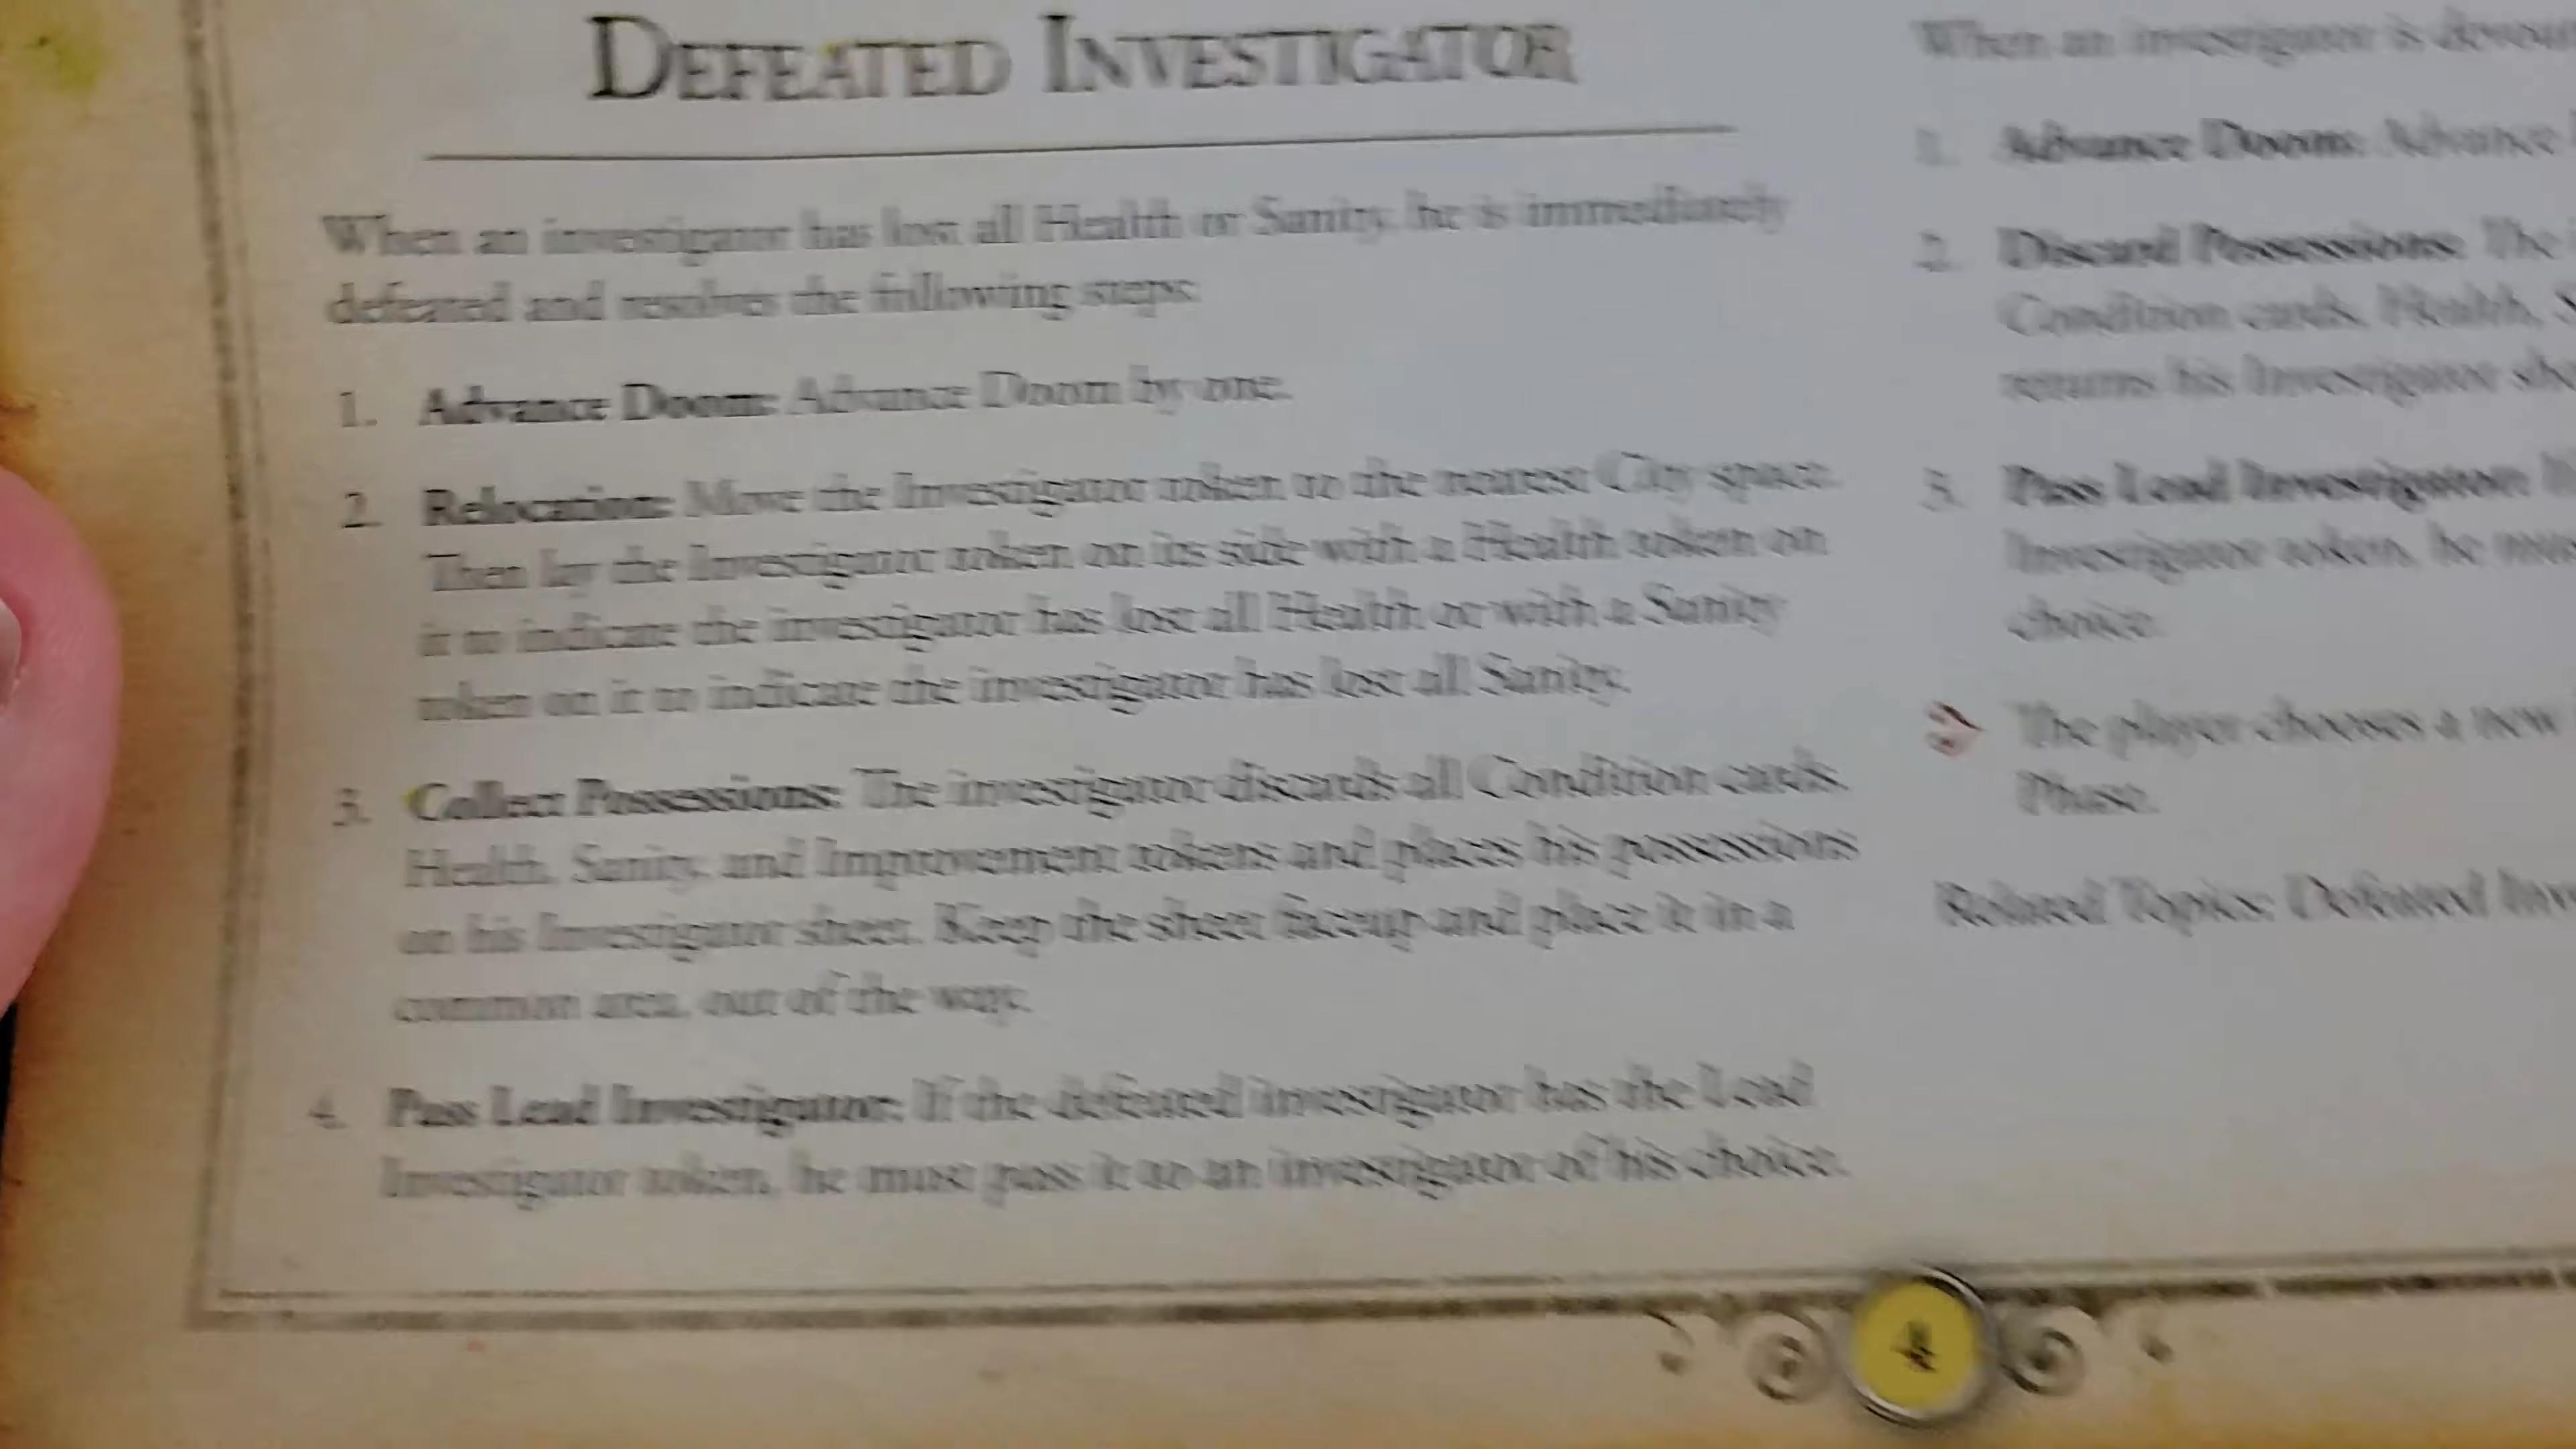 DEFEATED INVESTIGATOR
When an investigator has lost all Health or Sanity, he is immediately
defeated and resolves the following steps:
1. Advance Doom: Advance Doom by one.
2. Relocation: Move the Investigator token to the nearest City space.
Then lay the Investigator token on its side with a Health token on
it to indicate the investigator has lost all Health or with a Sanity
token on it to indicate the investigator has lost all Sanity.
3. Collect Possessions: The investigator discards all Condition cards,
Health, Sanity, and Improvement tokens and places his possessions
on his Investigator sheet. Keep the sheet faceup and place it in a
common area, out of the way.
4. Pass Lead Investigator: If the defeated investigator has the Lead
Investigator token, he must pass it to an investigator of his choice.
When an investigator is
1. Advance Doom: Advance
2. Discard Possessions: The
Condition cards, Health,
returns his Investigator
3. Pass Lead Investigator:
Investigator token, he
choice.
The player chooses a new
Phase.
Related Topics: Defeated
4